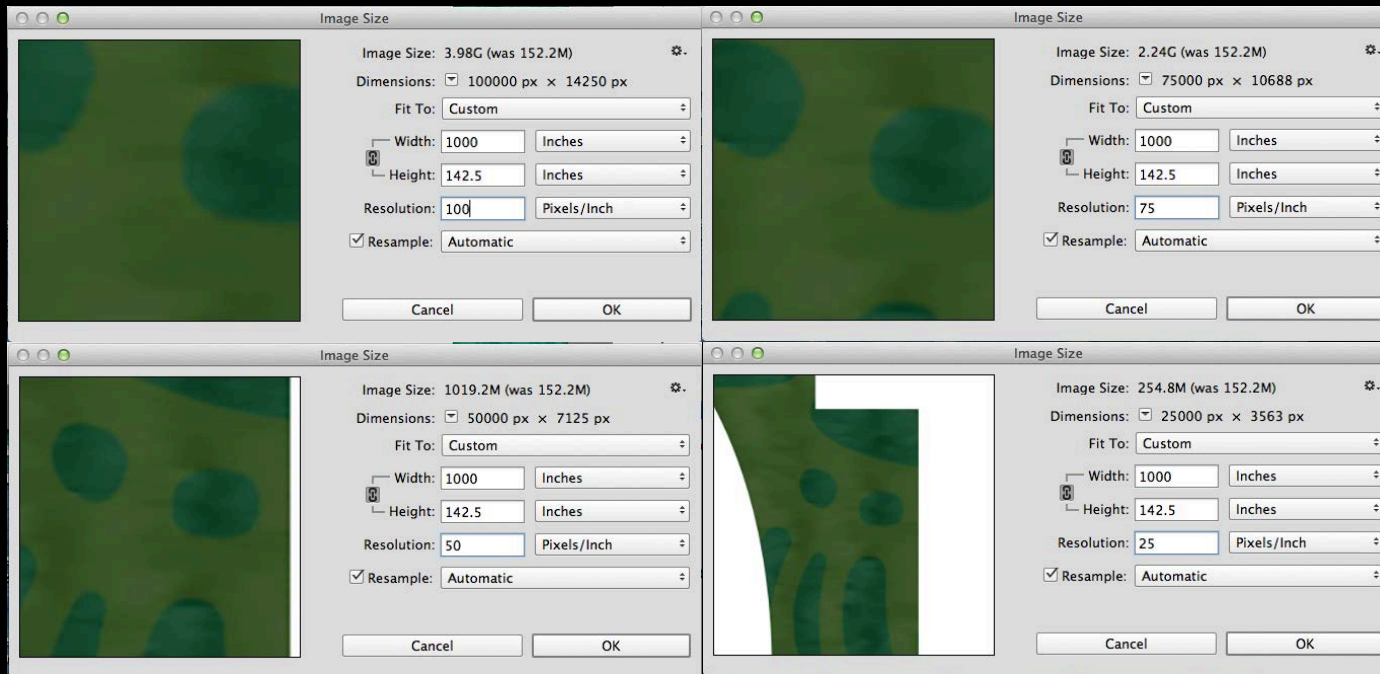 Image Size
Image Size: 3.98G (was 152.2M)
Dimensions: 100000 px × 14250 px
Fit To: Custom
Width: 1000 Inches
Height: 142.5 Inches
Resolution: 100 Pixels/Inch
Resample: Automatic
Cancel OK
Image Size
Image Size: 2.24G (was 152.2M)
Dimensions: 75000 px × 10688 px
Fit To: Custom
Width: 1000 Inches
Height: 142.5 Inches
Resolution: 75 Pixels/Inch
Resample: Automatic
Cancel OK
Image Size
Image Size: 1019.2M (was 152.2M)
Dimensions: 50000 px × 7125 px
Fit To: Custom
Width: 1000 Inches
Height: 142.5 Inches
Resolution: 50 Pixels/Inch
Resample: Automatic
Cancel OK
Image Size
Image Size: 254.8M (was 152.2M)
Dimensions: 25000 px × 3563 px
Fit To: Custom
Width: 1000 Inches
Height: 142.5 Inches
Resolution: 25 Pixels/Inch
Resample: Automatic
Cancel OK